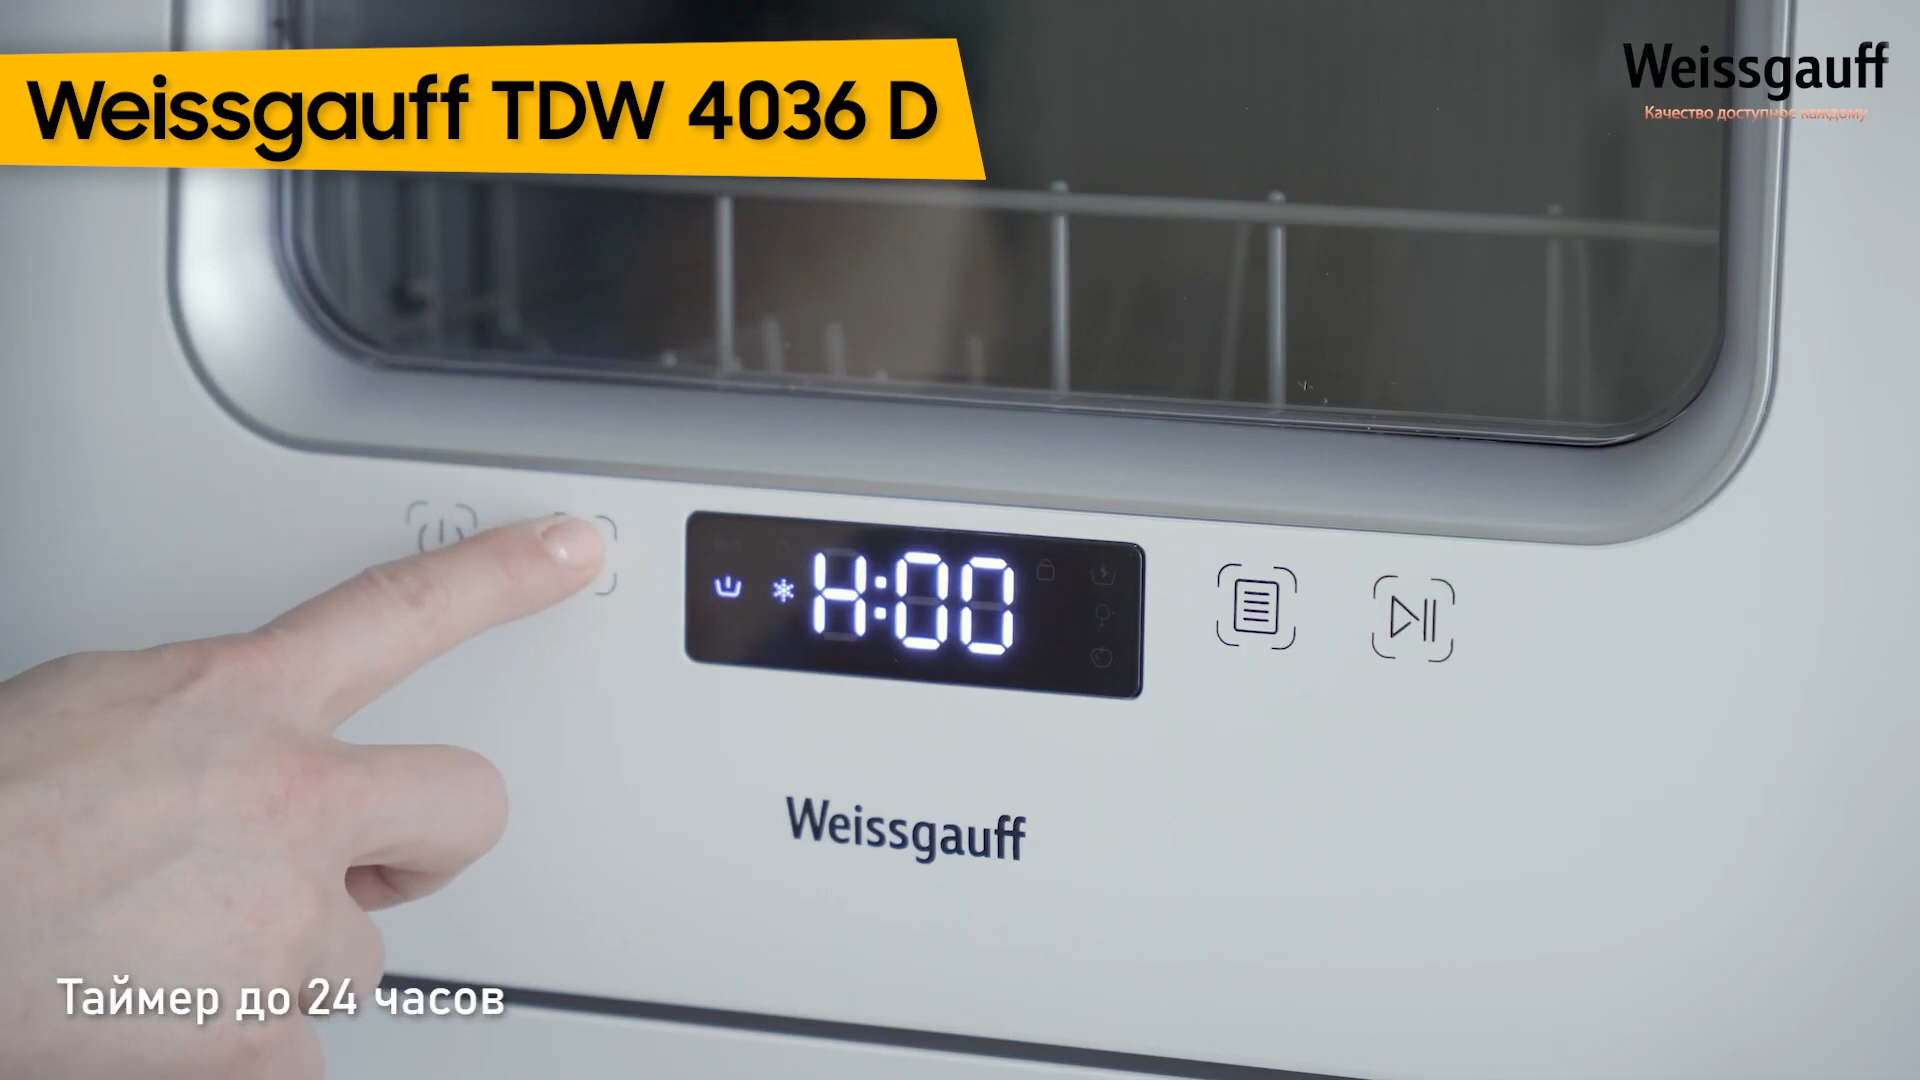 Weissgauff TDW 4036 D
Weissgauff
Качество доступное каждому
H:00
Weissgauff
Таймер до 24 часов